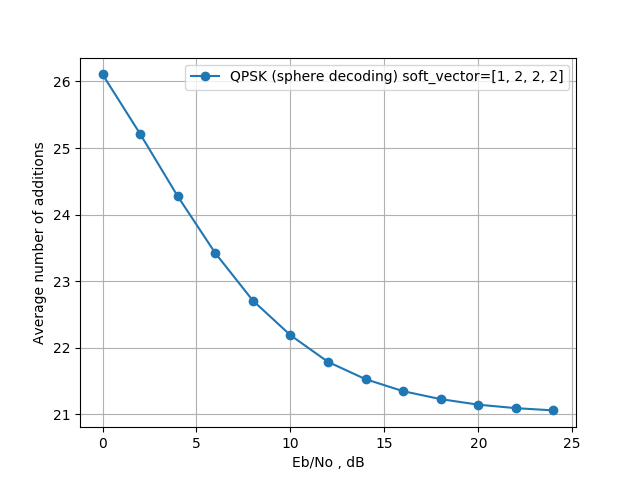 QPSK (sphere decoding) soft_vector=[1, 2, 2, 2]
26
25
24
23
22
21
Average number of additions
0 5 10 15 20 25
Eb/No , dB